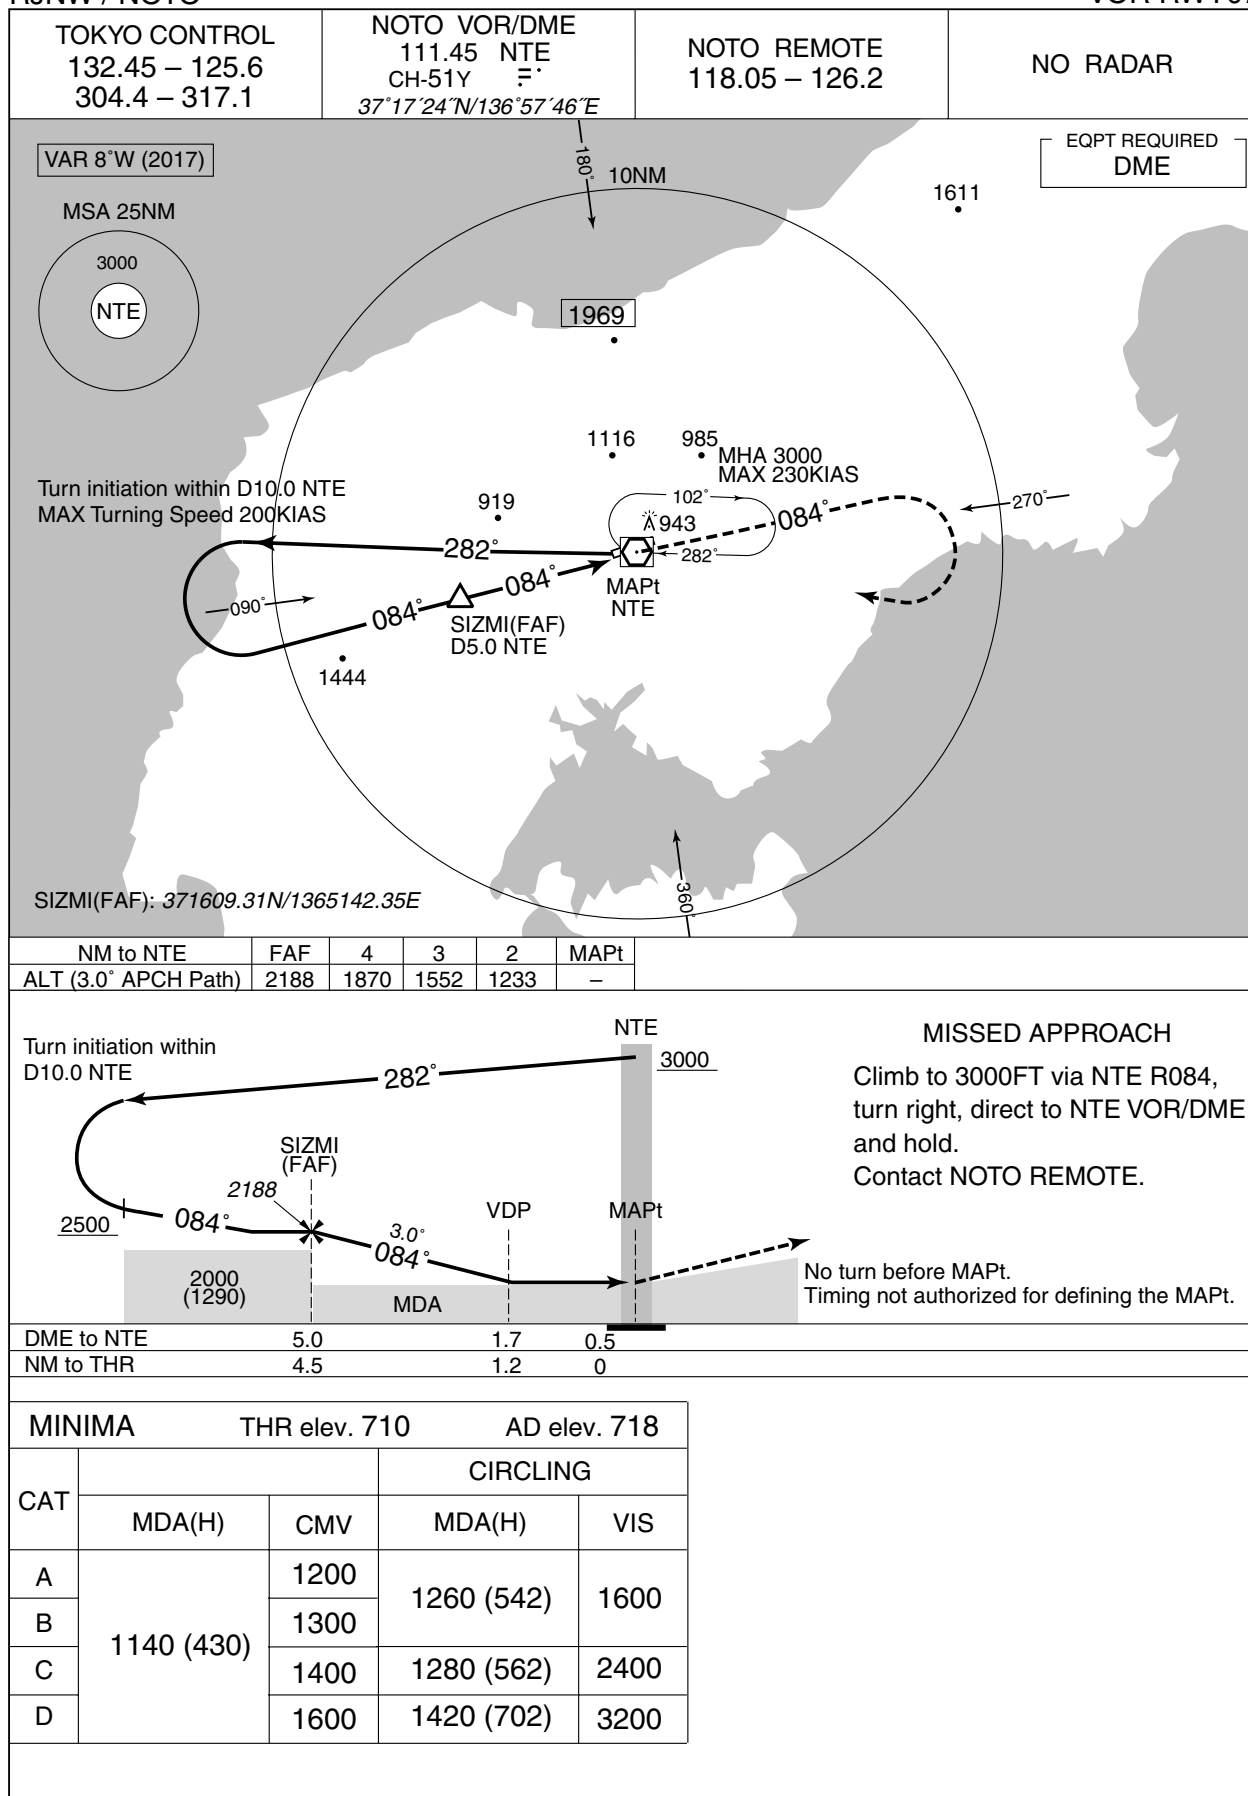 TOKYO CONTROL
132.45 – 125.6
304.4 – 317.1
NOTO VOR/DME
111.45 NTE
CH-51Y
37°17´24˝N/136°57´46˝E
NOTO REMOTE
118.05 – 126.2
NO RADAR
VAR 8°W (2017)
MSA 25NM
3000
NTE
EQPT REQUIRED
DME
180°
10NM
1611
1969
1116
985
MHA 3000
MAX 230KIAS
Turn initiation within D10.0 NTE
MAX Turning Speed 200KIAS
919
102°
943
084°
270°
282°
282°
MAPt
NTE
090°
084°
084°
SIZMI(FAF)
D5.0 NTE
1444
360°
SIZMI(FAF): 371609.31N/1365142.35E
NM to NTE FAF 4 3 2 MAPt
ALT (3.0° APCH Path) 2188 1870 1552 1233 –
Turn initiation within
D10.0 NTE
NTE
3000
282°
SIZMI
(FAF)
2188
2500
084°
3.0°
084°
VDP
MAPt
2000
(1290)
MDA
MISSED APPROACH
Climb to 3000FT via NTE R084,
turn right, direct to NTE VOR/DME
and hold.
Contact NOTO REMOTE.
No turn before MAPt.
Timing not authorized for defining the MAPt.
DME to NTE 5.0 1.7 0.5
NM to THR 4.5 1.2 0
MINIMA THR elev. 710 AD elev. 718
CAT
CIRCLING
MDA(H) CMV MDA(H) VIS
A 1200
1260 (542) 1600
B 1300
1140 (430)
C 1400 1280 (562) 2400
D 1600 1420 (702) 3200